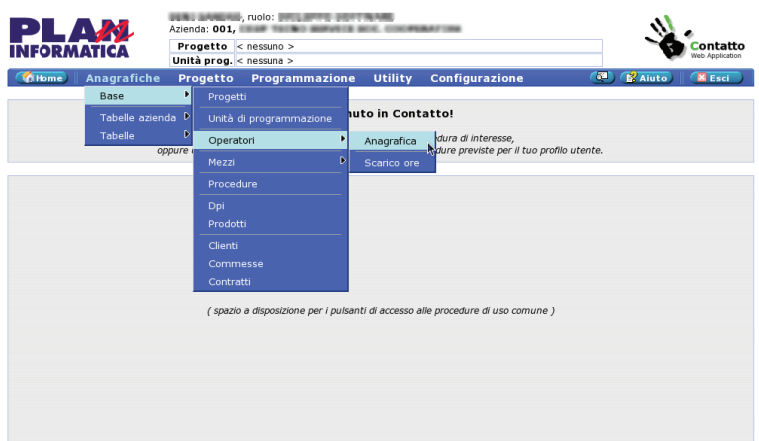 PLAN
INFORMATICA
, ruolo:
Azienda: 001,
Progetto < nessuno >
Unità prog. < nessuna >
Contatto
Web Application
Home
Anagrafiche Progetto Programmazione Utility Configurazione
Aiuto
Esci
Base
Tabelle azienda
Tabelle
Progetti
Unità di programmazione
Operatori
Mezzi
Procedure
Dpi
Prodotti
Clienti
Commesse
Contratti
Anagrafica
Scarico ore
nuto in Contatto!
dura di interesse,
oppure
dure previste per il tuo profilo utente.
( spazio a disposizione per i pulsanti di accesso alle procedure di uso comune )